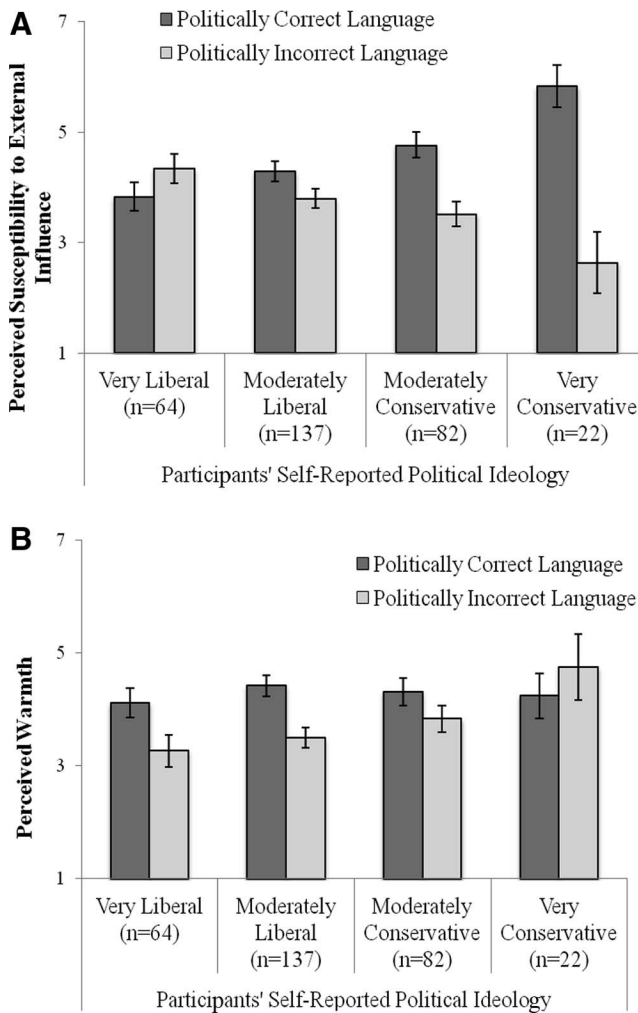 A
Politically Correct Language
Politically Incorrect Language
Perceived Susceptibility to External
Influence
7
5
3
1
Very Liberal
(n=64)
Moderately
Liberal
(n=137)
Moderately
Conservative
(n=82)
Very
Conservative
(n=22)
Participants' Self-Reported Political Ideology
B
Politically Correct Language
Politically Incorrect Language
Perceived Warmth
7
5
3
1
Very Liberal
(n=64)
Moderately
Liberal
(n=137)
Moderately
Conservative
(n=82)
Very
Conservative
(n=22)
Participants' Self-Reported Political Ideology